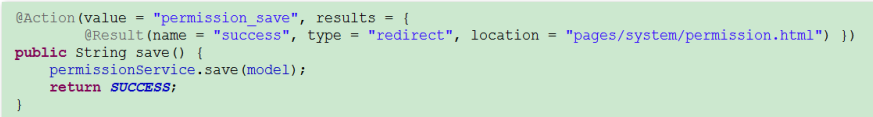 @Action(value = "permission_save", results = {
        @Result(name = "success", type = "redirect", location = "pages/system/permission.html") })
public String save() {
    permissionService.save(model);
    return SUCCESS;
}